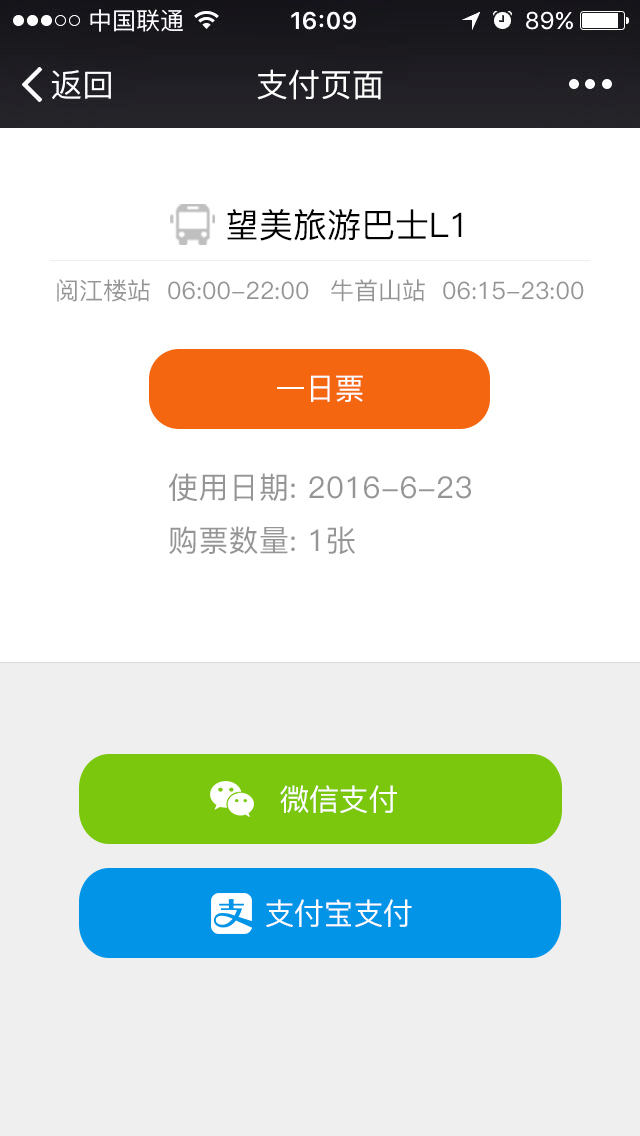 中国联通 16:09 89%
返回 支付页面
望美旅游巴士L1
阅江楼站 06:00-22:00 牛首山站 06:15-23:00
一日票
使用日期: 2016-6-23
购票数量: 1张
微信支付
支 支付宝支付